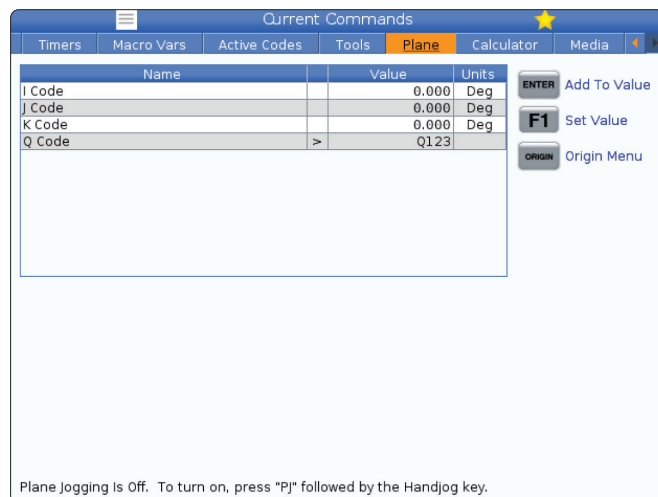 Current Commands
Timers Macro Vars Active Codes Tools Plane Calculator Media
Name Value Units
I Code 0.000 Deg
J Code 0.000 Deg
K Code 0.000 Deg
Q Code > Q123
ENTER Add To Value
F1 Set Value
ORIGIN Origin Menu
Plane Jogging Is Off. To turn on, press "PJ" followed by the Handjog key.